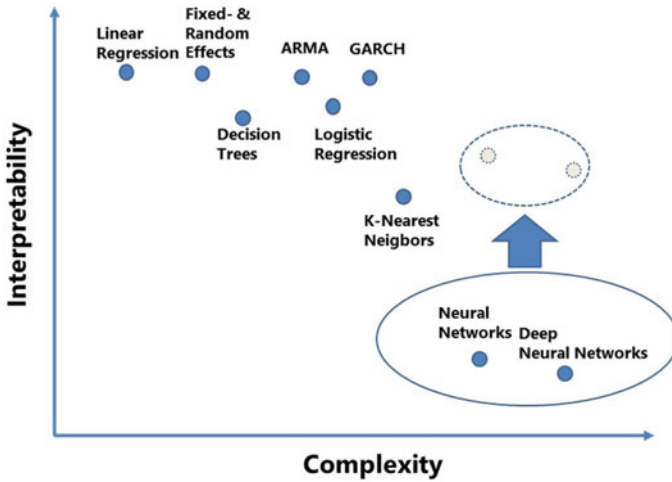 Fixed- &
Random
Effects
Linear
Regression
ARMA
GARCH
Decision
Trees
Logistic
Regression
K-Nearest
Neigbors
Neural
Networks
Deep
Neural Networks
Interpretability
Complexity